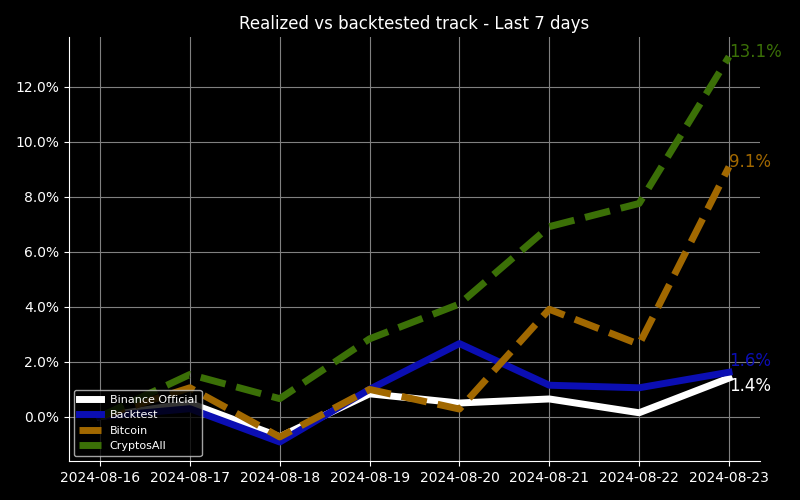 Realized vs backtested track - Last 7 days
13.1%
12.0%
10.0%
9.1%
8.0%
6.0%
4.0%
2.0%
1.6%
1.4%
0.0%
Binance Official
Backtest
Bitcoin
CryptosAll
2024-08-16 2024-08-17 2024-08-18 2024-08-19 2024-08-20 2024-08-21 2024-08-22 2024-08-23